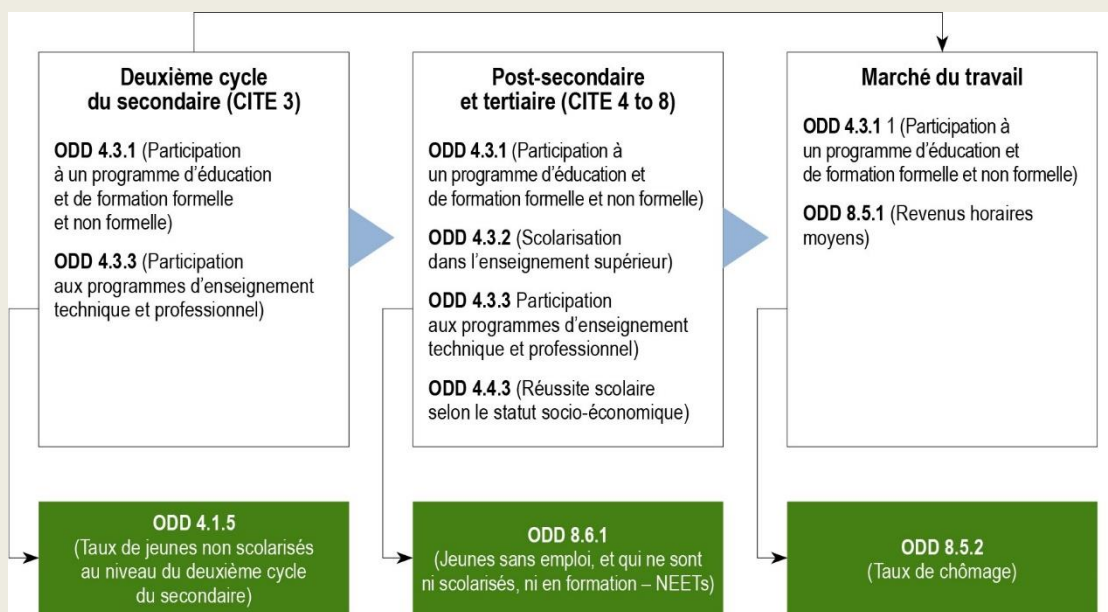 Deuxième cycle
du secondaire (CITE 3)
ODD 4.3.1 (Participation
à un programme d’éducation
et de formation formelle
et non formelle)
ODD 4.3.3 (Participation
aux programmes d’enseignement
technique et professionnel)
Post-secondaire
et tertiaire (CITE 4 to 8)
ODD 4.3.1 (Participation à
un programme d’éducation et
de formation formelle et non formelle)
ODD 4.3.2 (Scolarisation
dans l’enseignement supérieur)
ODD 4.3.3 Participation
aux programmes d’enseignement
technique et professionnel)
ODD 4.4.3 (Réussite scolaire
selon le statut socio-économique)
Marché du travail
ODD 4.3.1 1 (Participation à
un programme d’éducation et
de formation formelle et non formelle)
ODD 8.5.1 (Revenus horaires
moyens)
ODD 4.1.5
(Taux de jeunes non scolarisés
au niveau du deuxième cycle
du secondaire)
ODD 8.6.1
(Jeunes sans emploi, et qui ne sont
ni scolarisés, ni en formation – NEETs)
ODD 8.5.2
(Taux de chômage)